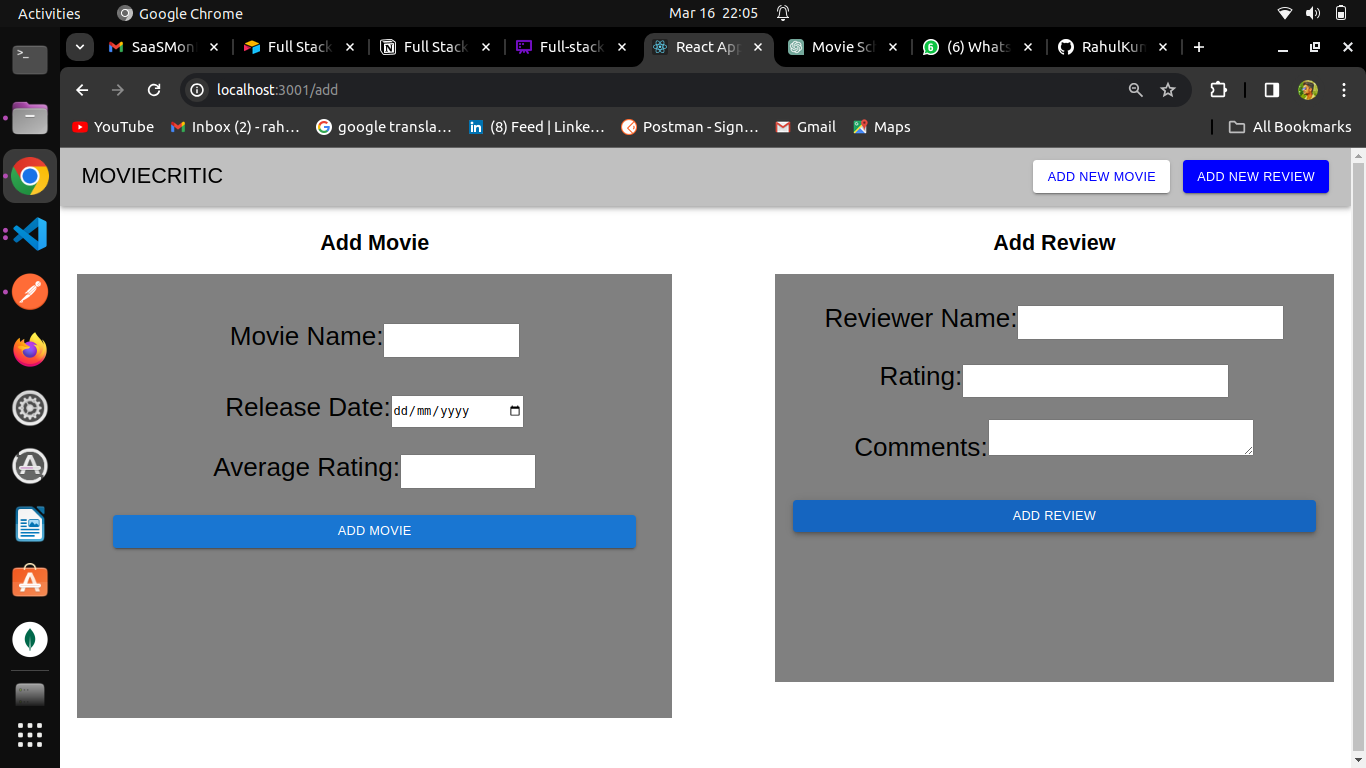 Activities Google Chrome Mar 16 22:05
SaaSMon Full Stack Full Stack Full-stack React App Movie Sc (6) Whats RahulKun
localhost:3001/add
YouTube Inbox (2) - rah… google transla… (8) Feed | Linke… Postman - Sign… Gmail Maps All Bookmarks
MOVIECRITIC ADD NEW MOVIE ADD NEW REVIEW
Add Movie Add Review
Reviewer Name:
Movie Name:
Rating:
Release Date: dd/mm/yyyy
Comments:
Average Rating:
ADD REVIEW
ADD MOVIE